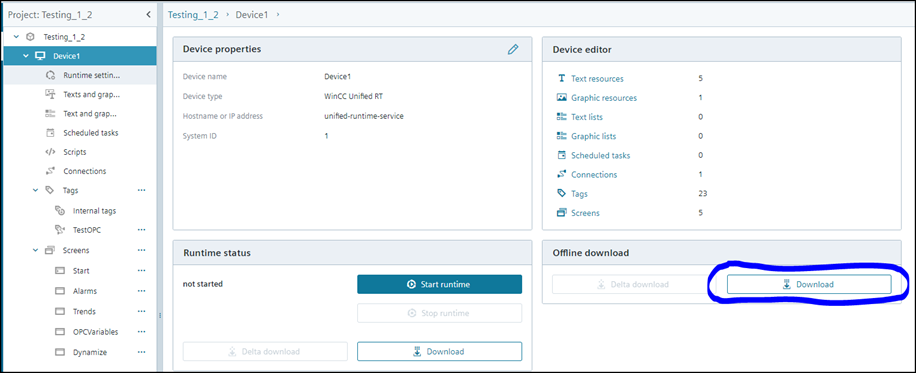 Project: Testing_1_2
Testing_1_2
Device1
Runtime settin...
Texts and grap...
Text and grap...
Scheduled tasks
Scripts
Connections
Tags
Internal tags
TestOPC
Screens
Start
Alarms
Trends
OPCVariables
Dynamize
Testing_1_2 › Device1 ›
Device properties
Device name Device1
Device type WinCC Unified RT
Hostname or IP address unified-runtime-service
System ID 1
Device editor
Text resources 5
Graphic resources 1
Text lists 0
Graphic lists 0
Scheduled tasks 0
Connections 1
Tags 23
Screens 5
Runtime status
not started Start runtime
Stop runtime
Delta download Download
Offline download
Delta download Download